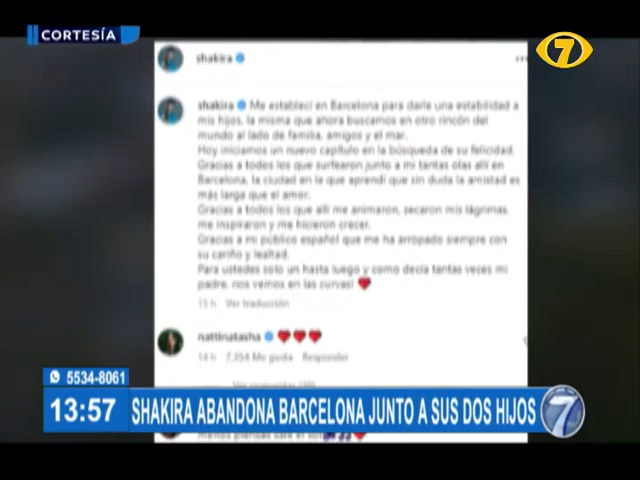 CORTESÍA
7
shakira
shakira Me establecí en Barcelona para darle una estabilidad a
mis hijos, la misma que ahora buscamos en otro rincón del
mundo al lado de familia, amigos y el mar.
Hoy iniciamos un nuevo capítulo en la búsqueda de su felicidad.
Gracias a todos los que surfearon junto a mi tantas olas allí en
Barcelona, la ciudad en la que aprendí que sin duda la amistad es
más larga que el amor.
Gracias a todos los que allí me animaron, secaron mis lágrimas,
me inspiraron y me hicieron crecer.
Gracias a mi público español que me ha arropado siempre con
su cariño y lealtad.
Para ustedes solo un hasta luego y como decía tantas veces mi
padre, nos vemos en las curvas! ❤️
15 h Ver traducción
nattinatasha ❤️❤️❤️
14 h 7,354 Me gusta Responder
5534-8061
13:57 SHAKIRA ABANDONA BARCELONA JUNTO A SUS DOS HIJOS 7